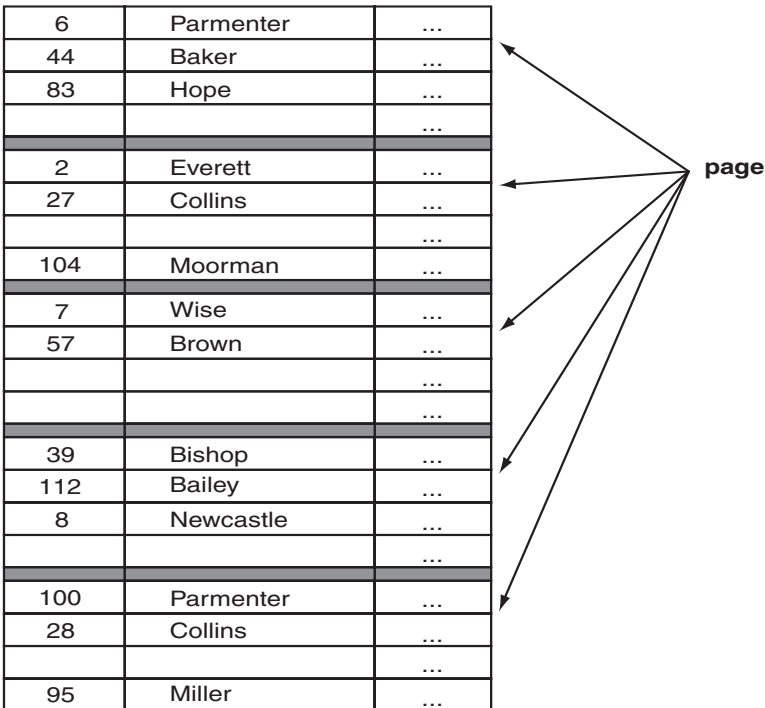 6 Parmenter ...
44 Baker ...
83 Hope ...
...
2 Everett ...
27 Collins ...
...
104 Moorman ...
7 Wise ...
57 Brown ...
...
...
39 Bishop ...
112 Bailey ...
8 Newcastle ...
...
100 Parmenter ...
28 Collins ...
...
95 Miller ...
page